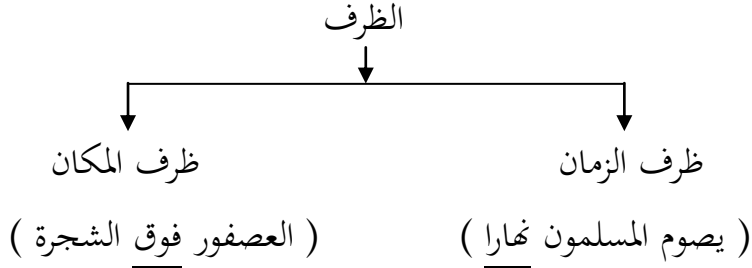 الظرف
ظرف الزمان
ظرف المكان
( يصوم المسلمون نهارا )
( العصفور فوق الشجرة )